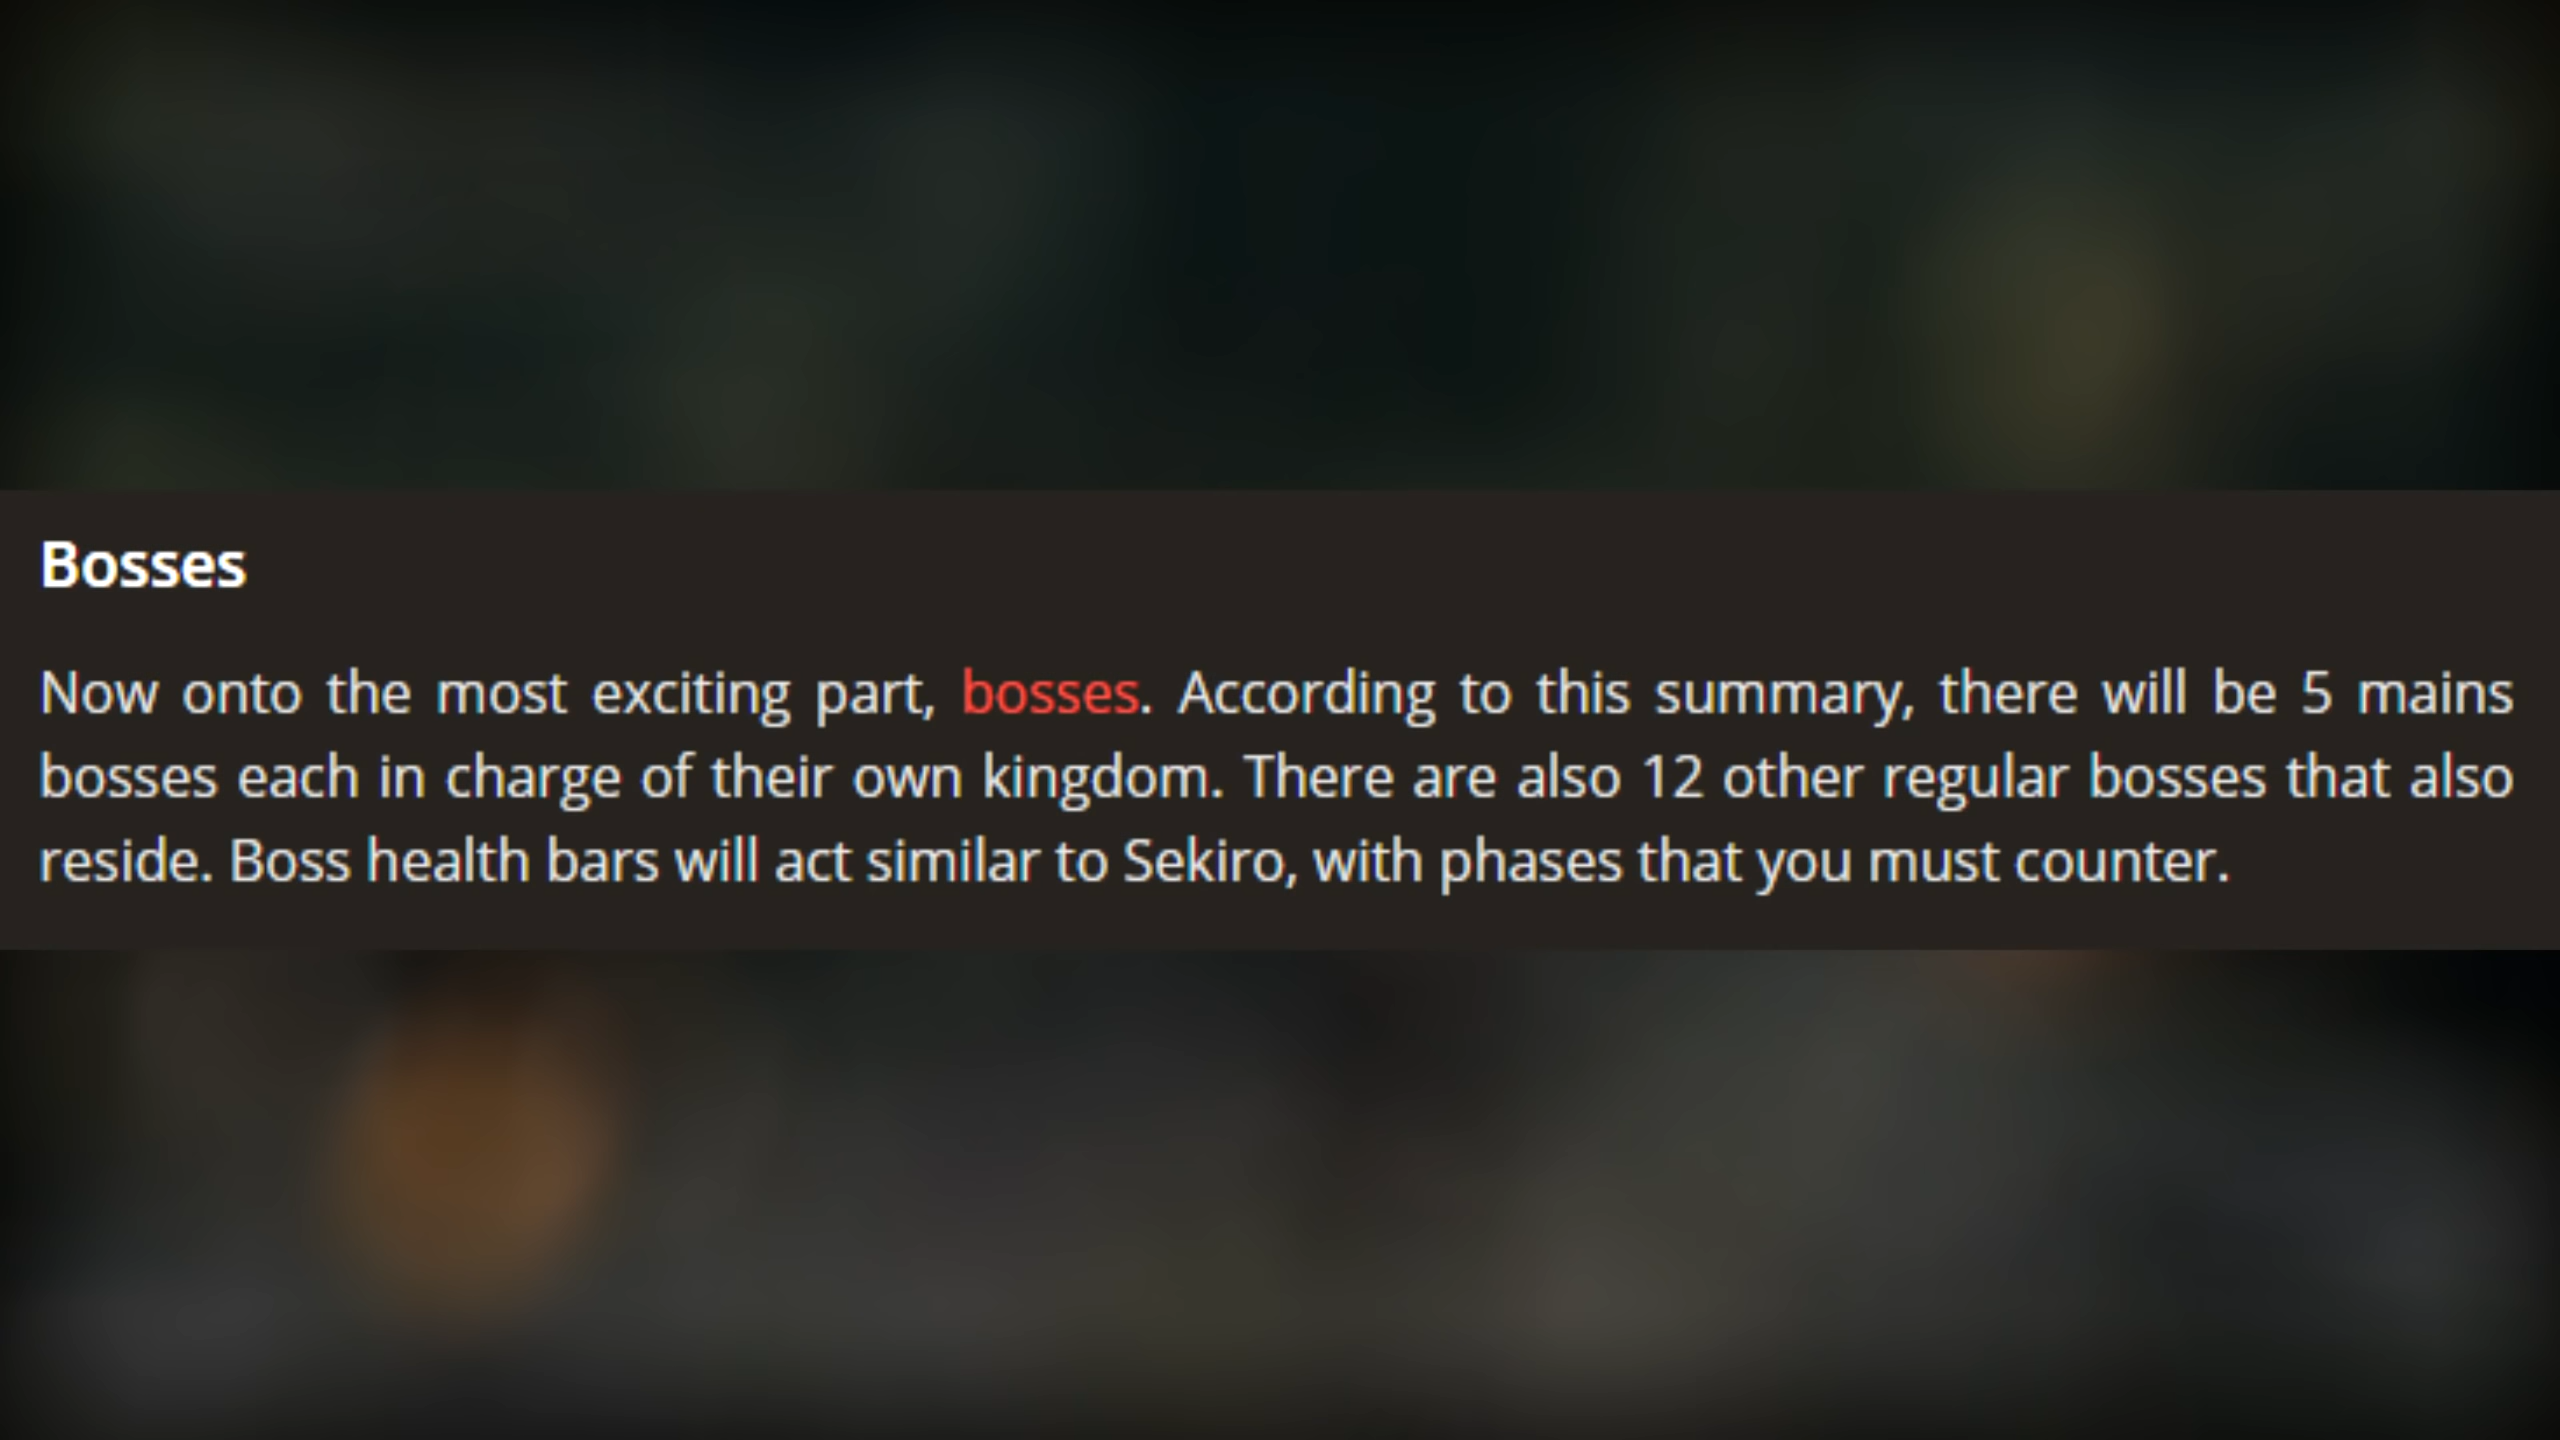 Bosses
Now onto the most exciting part, bosses. According to this summary, there will be 5 mains
bosses each in charge of their own kingdom. There are also 12 other regular bosses that also
reside. Boss health bars will act similar to Sekiro, with phases that you must counter.